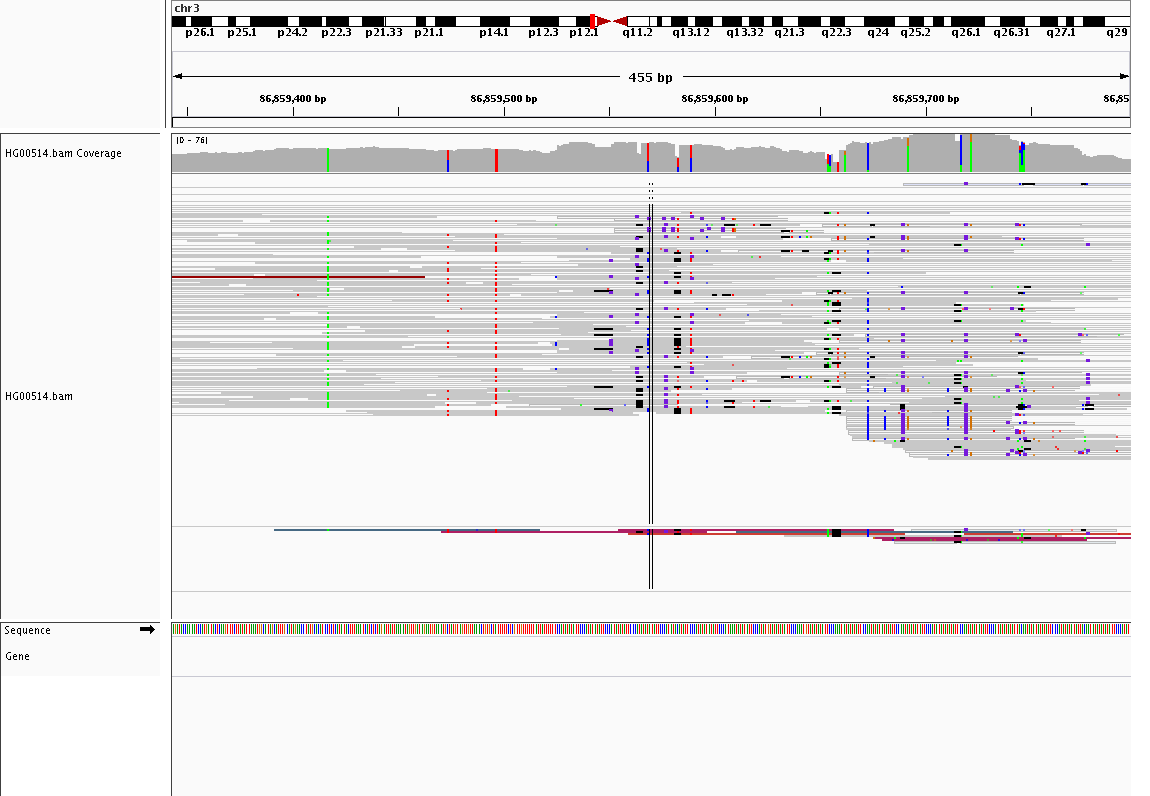 chr3
p26.1 p25.1 p24.2 p22.3 p21.33 p21.1 p14.1 p12.3 p12.1 q11.2 q13.12 q13.32 q21.3 q22.3 q24 q25.2 q26.1 q26.31 q27.1 q29
455 bp
86,859,400 bp 86,859,500 bp 86,859,600 bp 86,859,700 bp 86,85
[0 - 76]
HG00514.bam Coverage
HG00514.bam
Sequence
Gene